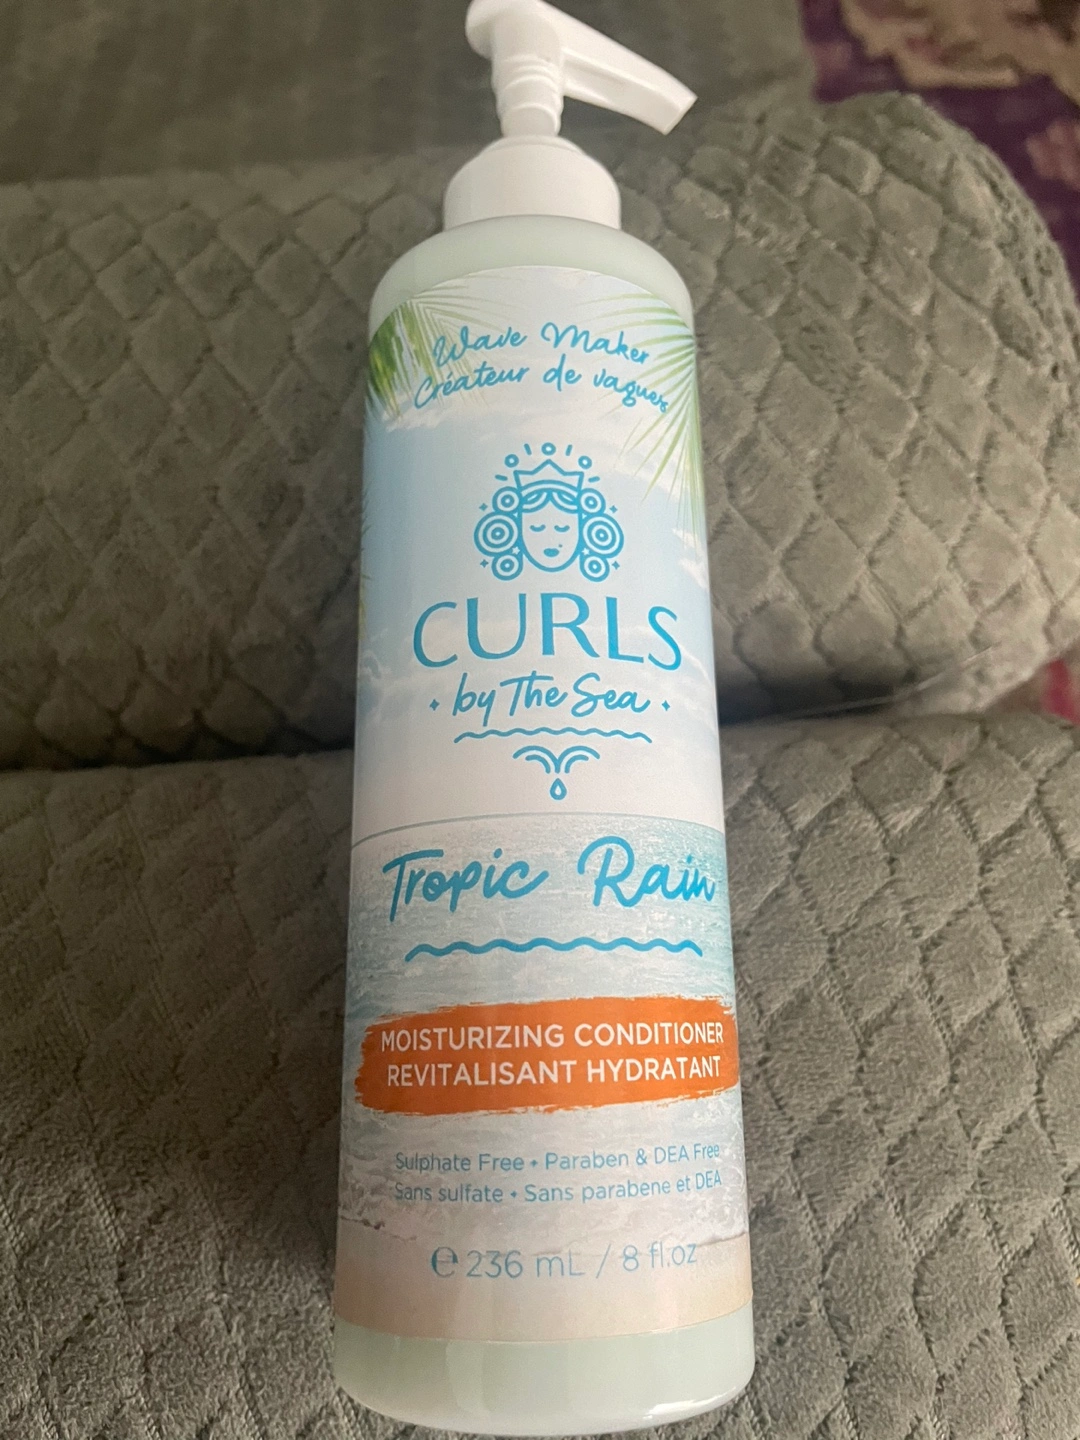 Wave Maker
Créateur de vagues
CURLS
by The Sea
Tropic Rain
MOISTURIZING CONDITIONER
REVITALISANT HYDRATANT
Sulphate Free • Paraben & DEA Free
Sans sulfate • Sans parabene et DEA
℮ 236 mL / 8 fl.oz